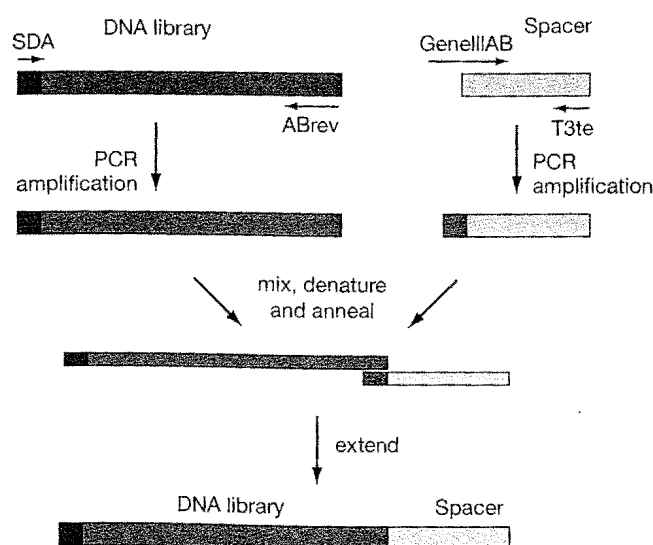 DNA library
SDA
ABrev
GeneIIIAB
Spacer
T3te
PCR
amplification
PCR
amplification
mix, denature
and anneal
extend
DNA library
Spacer